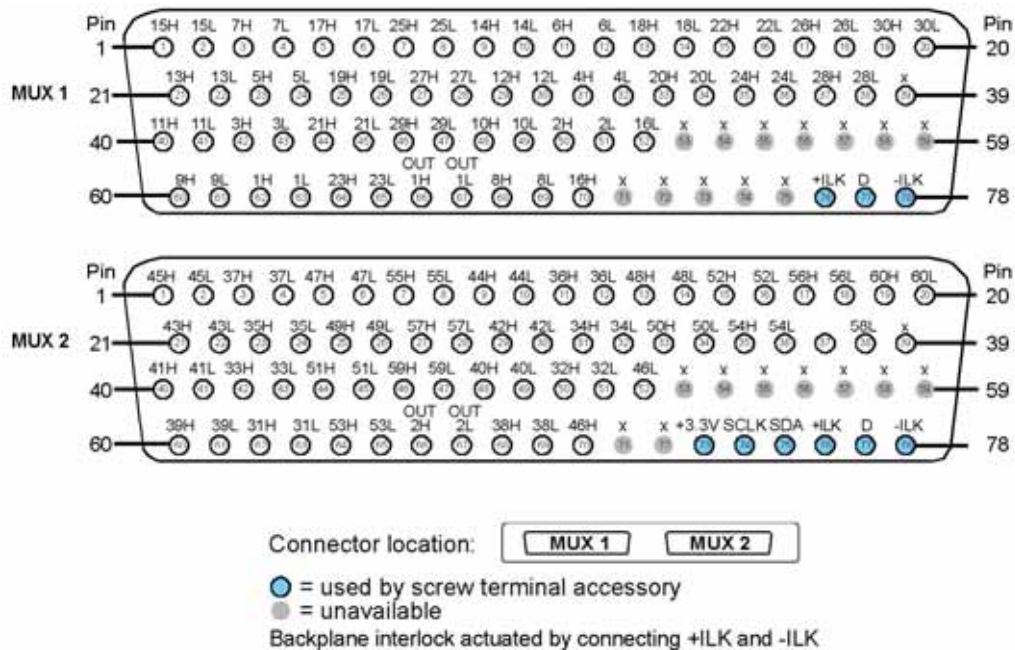 Pin 15H 15L 7H 7L 17H 17L 25H 25L 14H 14L 6H 6L 18H 18L 22H 22L 26H 26L 30H 30L Pin
1 20
13H 13L 5H 5L 19H 19L 27H 27L 12H 12L 4H 4L 20H 20L 24H 24L 28H 28L x
MUX 1 21 39
11H 11L 3H 3L 21H 21L 29H 29L 10H 10L 2H 2L 16L x x x x x x x
40 59
OUT OUT
9H 9L 1H 1L 23H 23L 1H 1L 8H 8L 16H x x x x x +ILK D -ILK
60 78
Pin 45H 45L 37H 37L 47H 47L 55H 55L 44H 44L 36H 36L 48H 48L 52H 52L 56H 56L 60H 60L Pin
1 20
43H 43L 35H 35L 49H 49L 57H 57L 42H 42L 34H 34L 50H 50L 54H 54L 58L x
MUX 2 21 39
41H 41L 33H 33L 51H 51L 59H 59L 40H 40L 32H 32L 46L x x x x x x x
40 59
OUT OUT
39H 39L 31H 31L 53H 53L 2H 2L 38H 38L 46H x x +3.3V SCLK SDA +ILK D -ILK
60 78
Connector location: MUX 1 MUX 2
= used by screw terminal accessory
= unavailable
Backplane interlock actuated by connecting +ILK and -ILK